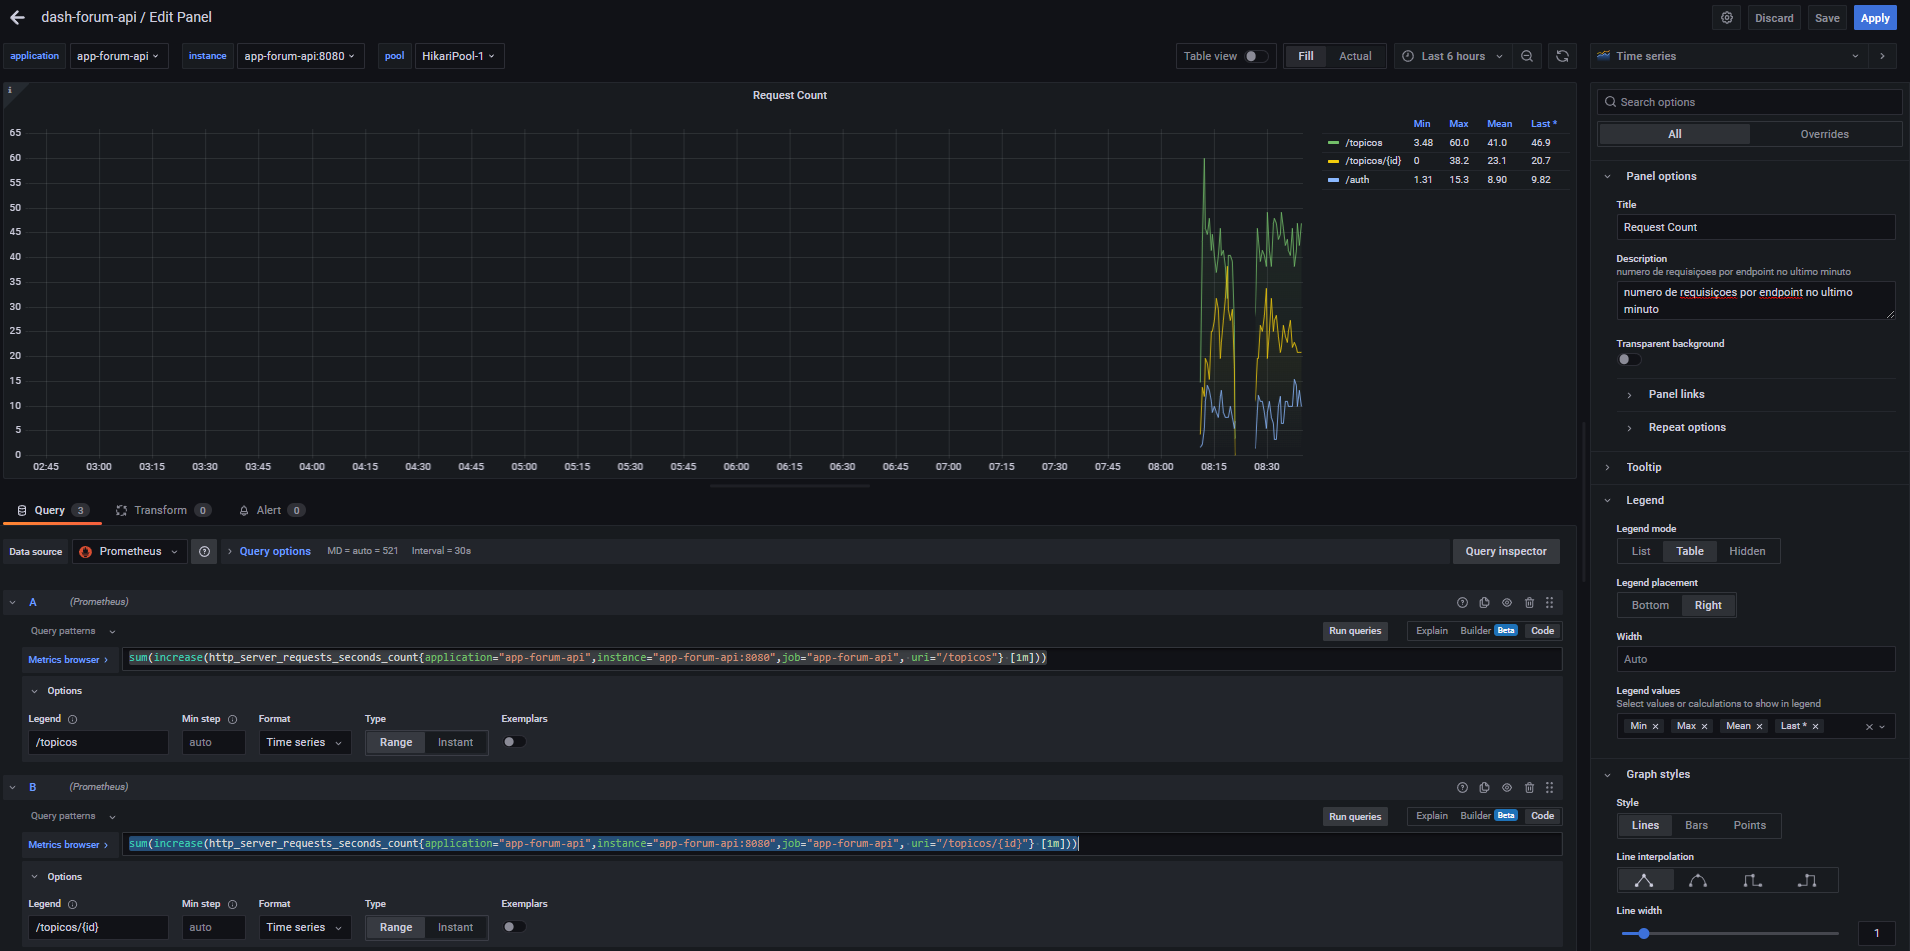 dash-forum-api / Edit Panel
Discard Save Apply
application app-forum-api instance app-forum-api:8080 pool HikariPool-1
Table view Fill Actual Last 6 hours Time series
Request Count
Min Max Mean Last *
/topicos 3.48 60.0 41.0 46.9
/topicos/{id} 0 38.2 23.1 20.7
/auth 1.31 15.3 8.90 9.82
65
60
55
50
45
40
35
30
25
20
15
10
5
0
02:45 03:00 03:15 03:30 03:45 04:00 04:15 04:30 04:45 05:00 05:15 05:30 05:45 06:00 06:15 06:30 06:45 07:00 07:15 07:30 07:45 08:00 08:15 08:30
Query 3 Transform 0 Alert 0
Data source Prometheus Query options MD = auto = 521 Interval = 30s Query inspector
A (Prometheus)
Query patterns Run queries Explain Builder Beta Code
Metrics browser > sum(increase(http_server_requests_seconds_count{application="app-forum-api",instance="app-forum-api:8080",job="app-forum-api", uri="/topicos"} [1m]))
Options
Legend Min step Format Type Exemplars
/topicos auto Time series Range Instant
B (Prometheus)
Query patterns Run queries Explain Builder Beta Code
Metrics browser > sum(increase(http_server_requests_seconds_count{application="app-forum-api",instance="app-forum-api:8080",job="app-forum-api", uri="/topicos/{id}"} [1m]))
Options
Legend Min step Format Type Exemplars
/topicos/{id} auto Time series Range Instant
Search options
All Overrides
Panel options
Title
Request Count
Description
numero de requisiçoes por endpoint no ultimo minuto
numero de requisiçoes por endpoint no ultimo
minuto
Transparent background
Panel links
Repeat options
Tooltip
Legend
Legend mode
List Table Hidden
Legend placement
Bottom Right
Width
Auto
Legend values
Select values or calculations to show in legend
Min Max Mean Last *
Graph styles
Style
Lines Bars Points
Line interpolation
Line width
1